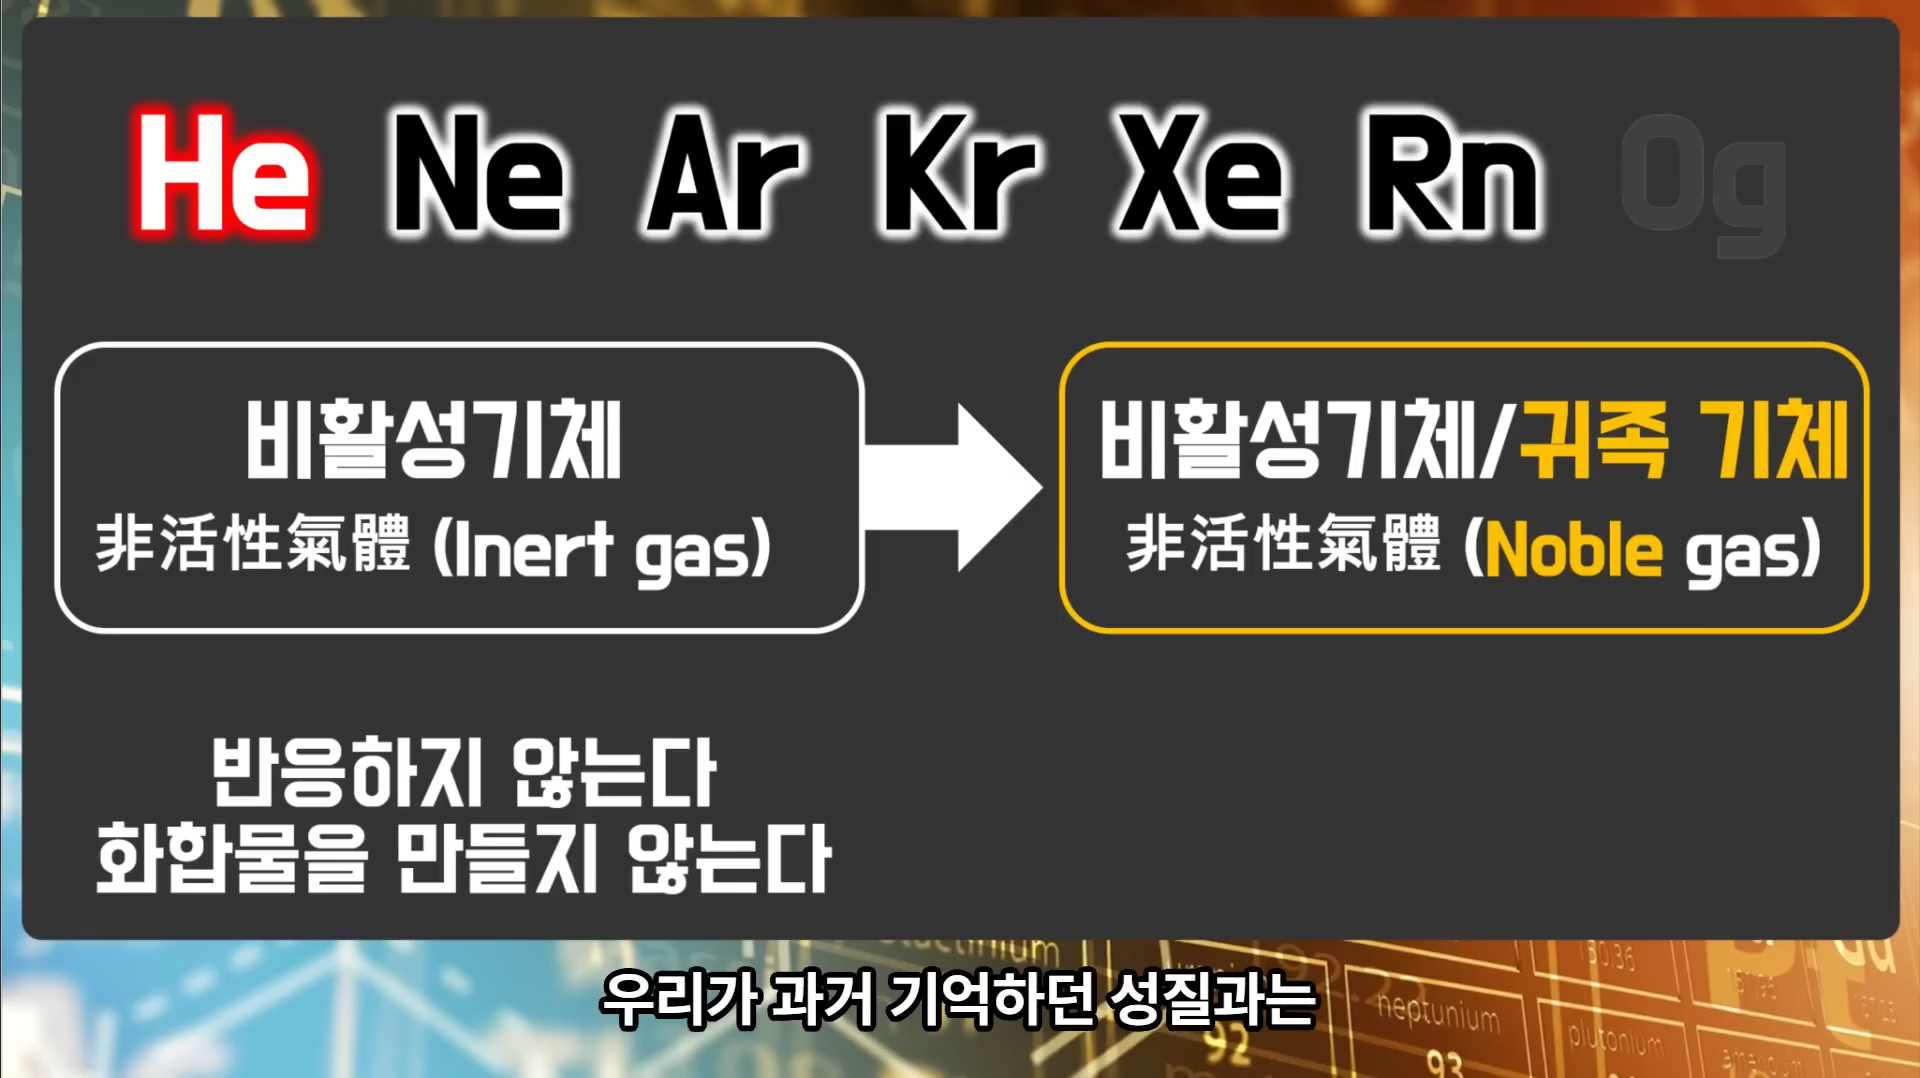 He Ne Ar Kr Xe Rn Og
비활성기체
非活性氣體 (Inert gas)
비활성기체/귀족 기체
非活性氣體 (Noble gas)
반응하지 않는다
화합물을 만들지 않는다
우리가 과거 기억하던 성질과는
neptunium
plutonium
92
93